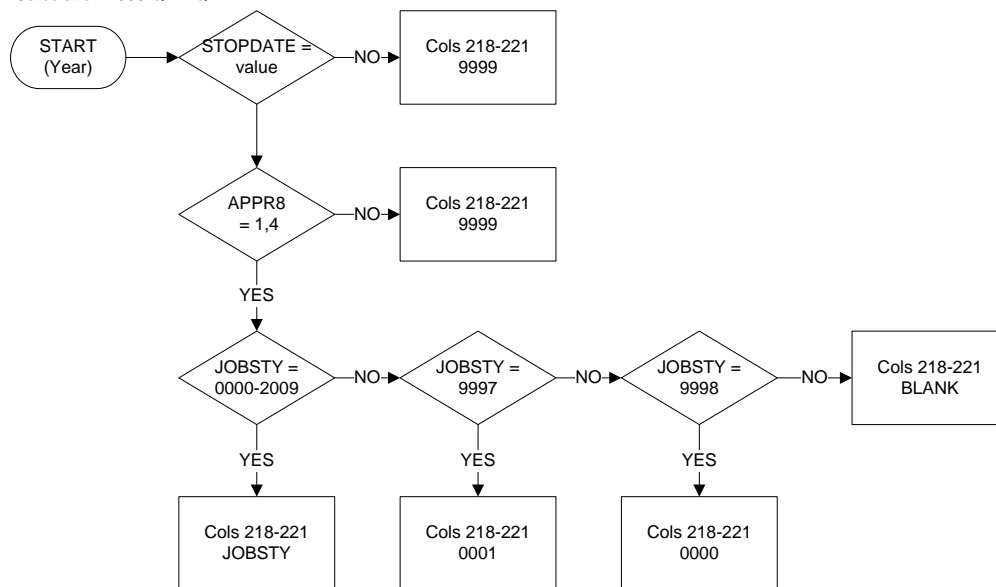 START
(Year)
STOPDATE =
value
NO
Cols 218-221
9999
APPR8
= 1,4
NO
Cols 218-221
9999
YES
JOBSTY =
0000-2009
NO
JOBSTY =
9997
NO
JOBSTY =
9998
NO
Cols 218-221
BLANK
YES
YES
YES
Cols 218-221
JOBSTY
Cols 218-221
0001
Cols 218-221
0000